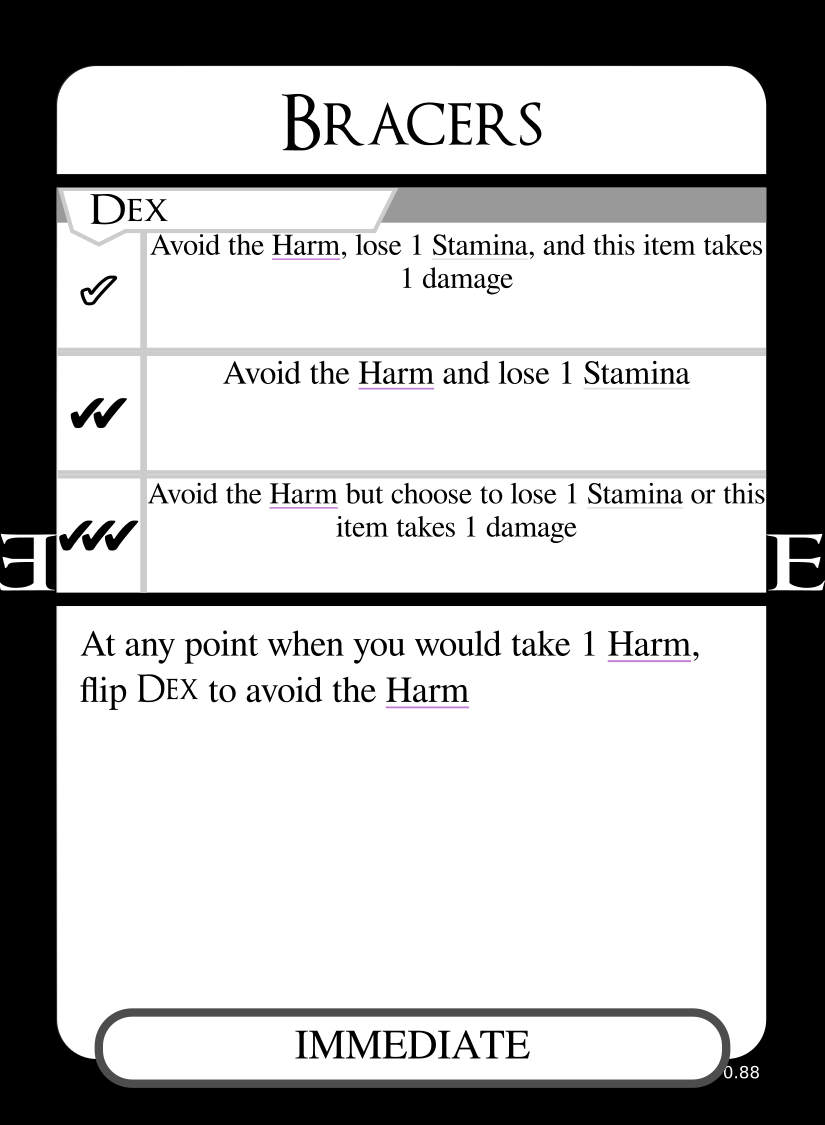 BRACERS
DEX
Avoid the Harm, lose 1 Stamina, and this item takes
1 damage
Avoid the Harm and lose 1 Stamina
Avoid the Harm but choose to lose 1 Stamina or this
item takes 1 damage
E
E
At any point when you would take 1 Harm,
flip DEX to avoid the Harm
IMMEDIATE
0.88